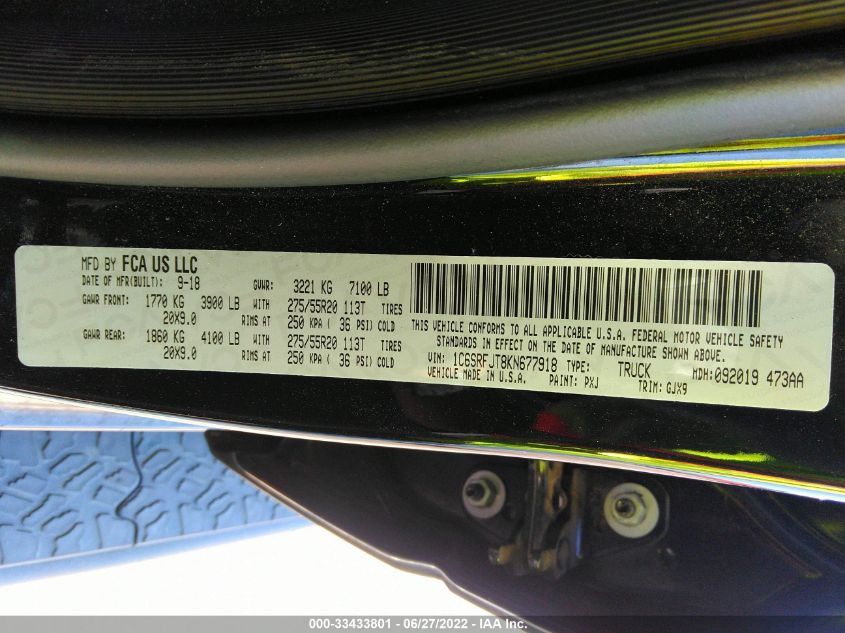 MFD BY FCA US LLC
DATE OF MFR(BUILT): 9-18 GVWR: 3221 KG 7100 LB
GAWR FRONT: 1770 KG 3900 LB WITH 275/55R20 113T TIRES
20X9.0 RIMS AT 250 KPA ( 36 PSI) COLD
GAWR REAR: 1860 KG 4100 LB WITH 275/55R20 113T TIRES
20X9.0 RIMS AT 250 KPA ( 36 PSI) COLD
THIS VEHICLE CONFORMS TO ALL APPLICABLE U.S.A. FEDERAL MOTOR VEHICLE SAFETY
STANDARDS IN EFFECT ON THE DATE OF MANUFACTURE SHOWN ABOVE.
VIN: 1C6SRFJT8KN677918 TYPE: TRUCK MDH: 092019 473AA
VEHICLE MADE IN U.S.A. PAINT: PXJ TRIM: GJX9
000-33433801 - 06/27/2022 - IAA Inc.